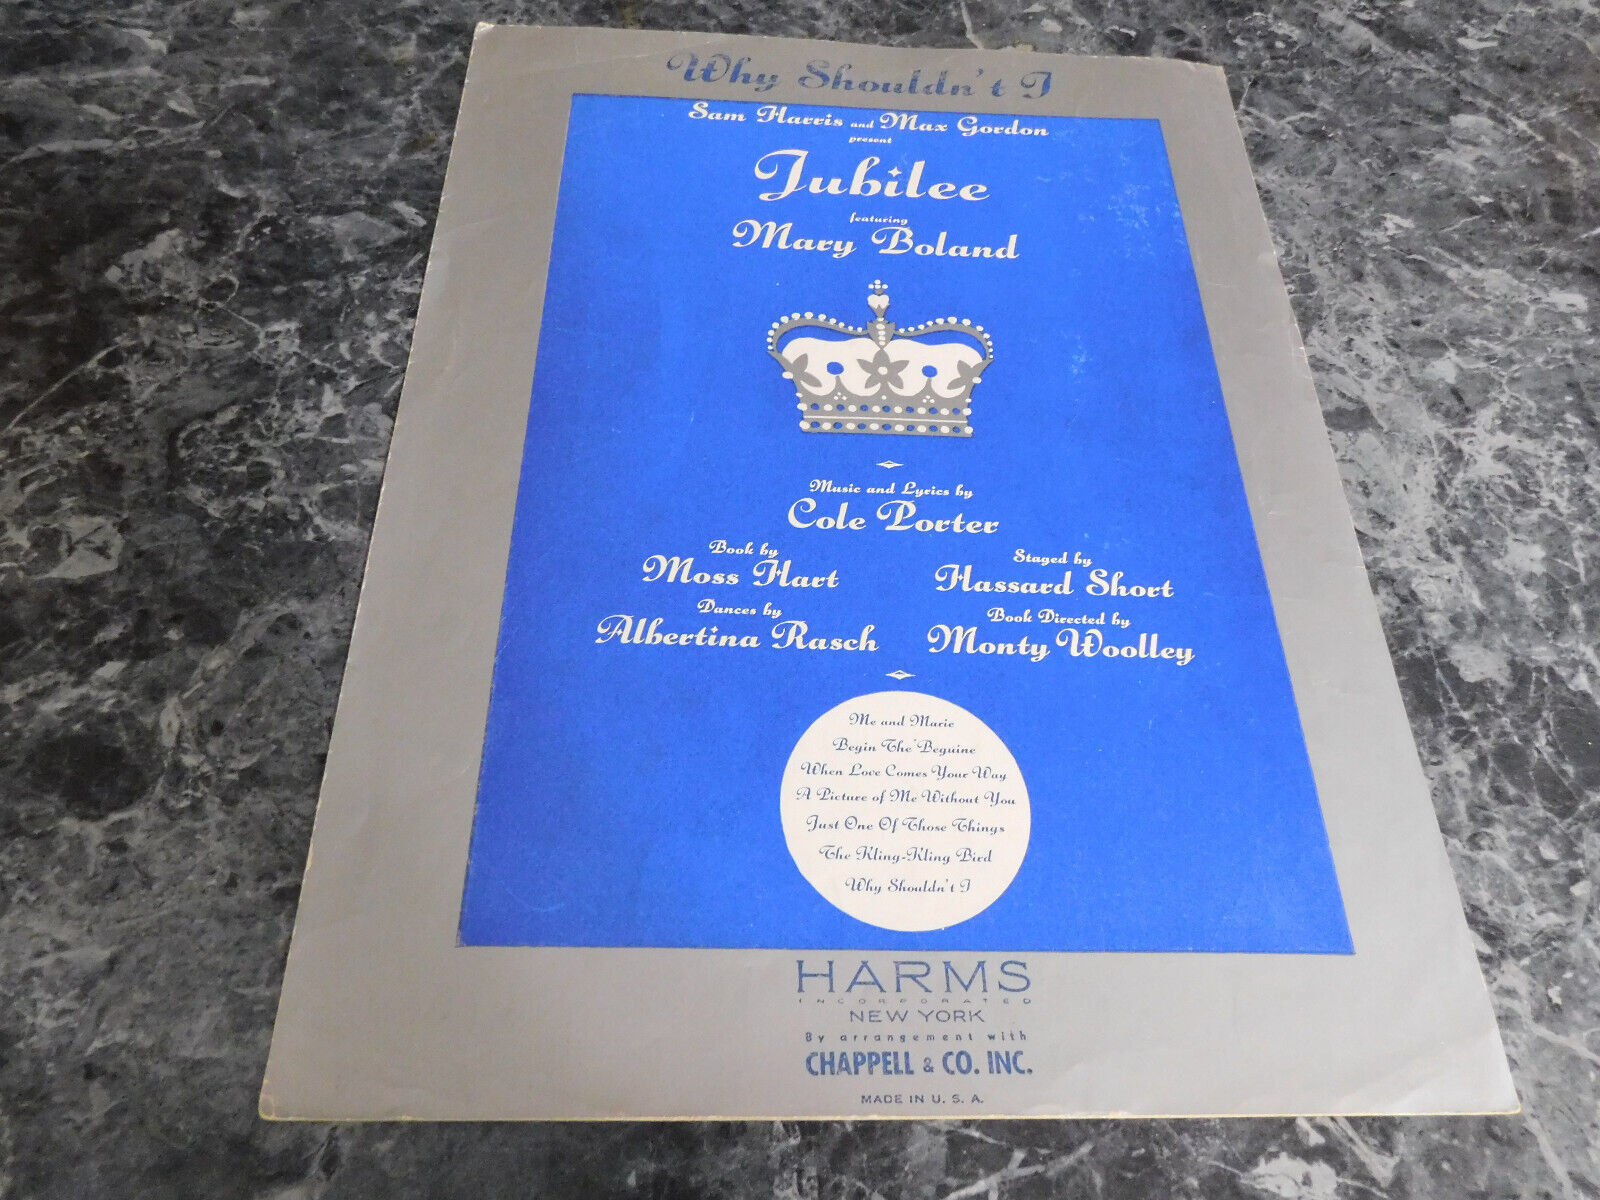 Why Shouldn't I
Sam Harris and Max Gordon
present
Jubilee
featuring
Mary Boland
Music and Lyrics by
Cole Porter
Book by
Moss Hart
Staged by
Hassard Short
Dances by
Albertina Rasch
Book Directed by
Monty Woolley
Me and Marie
Begin The Beguine
When Love Comes Your Way
A Picture of Me Without You
Just One Of Those Things
The Kling-Kling Bird
Why Shouldn't I
HARMS
INCORPORATED
NEW YORK
By arrangement with
CHAPPELL & CO. INC.
MADE IN U. S. A.